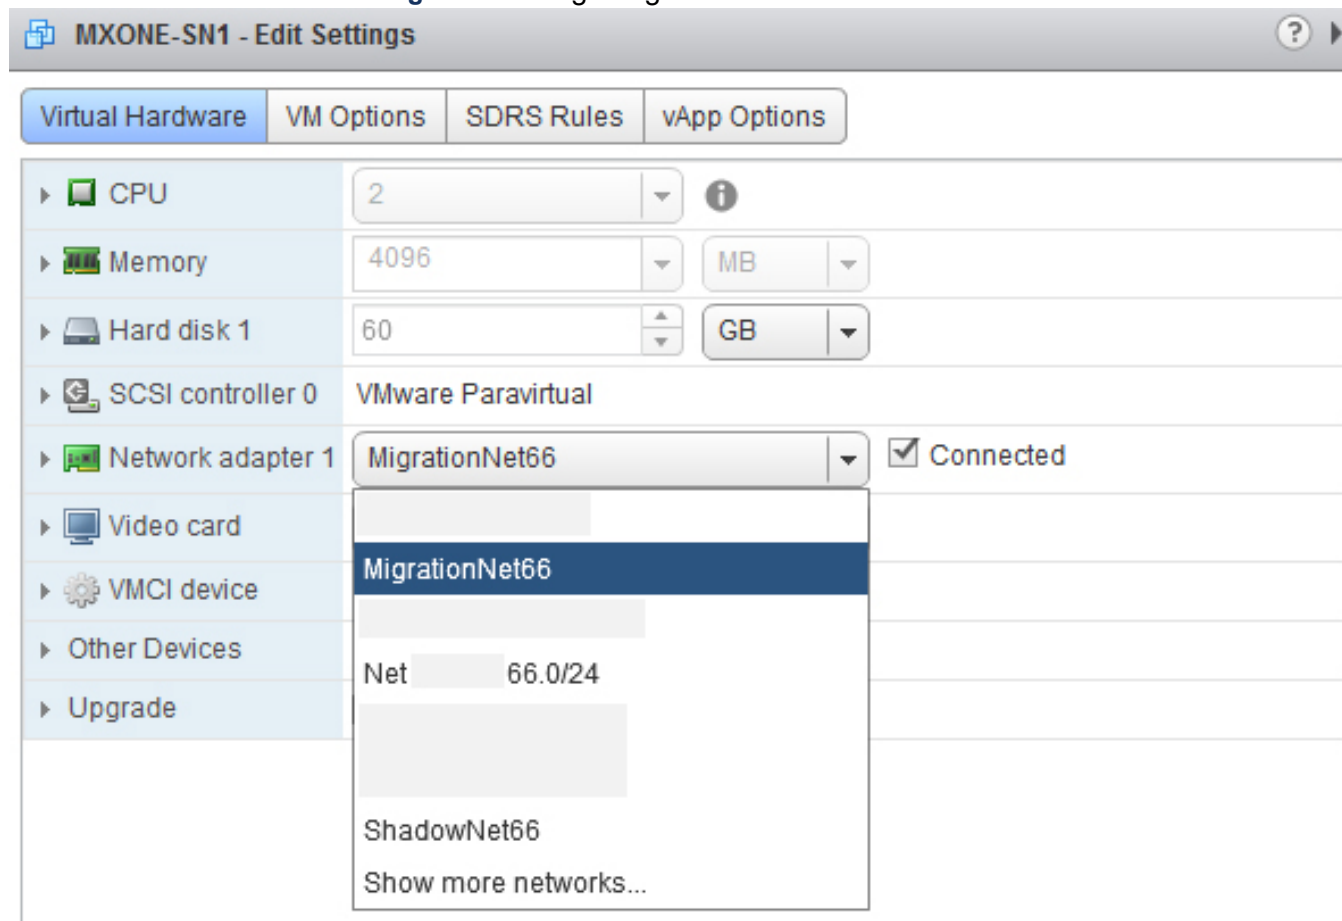 MXONE-SN1 - Edit Settings
Virtual Hardware VM Options SDRS Rules vApp Options
CPU 2
Memory 4096 MB
Hard disk 1 60 GB
SCSI controller 0 VMware Paravirtual
Network adapter 1 MigrationNet66 Connected
Video card
MigrationNet66
VMCI device
Other Devices
Net 66.0/24
Upgrade
ShadowNet66
Show more networks...